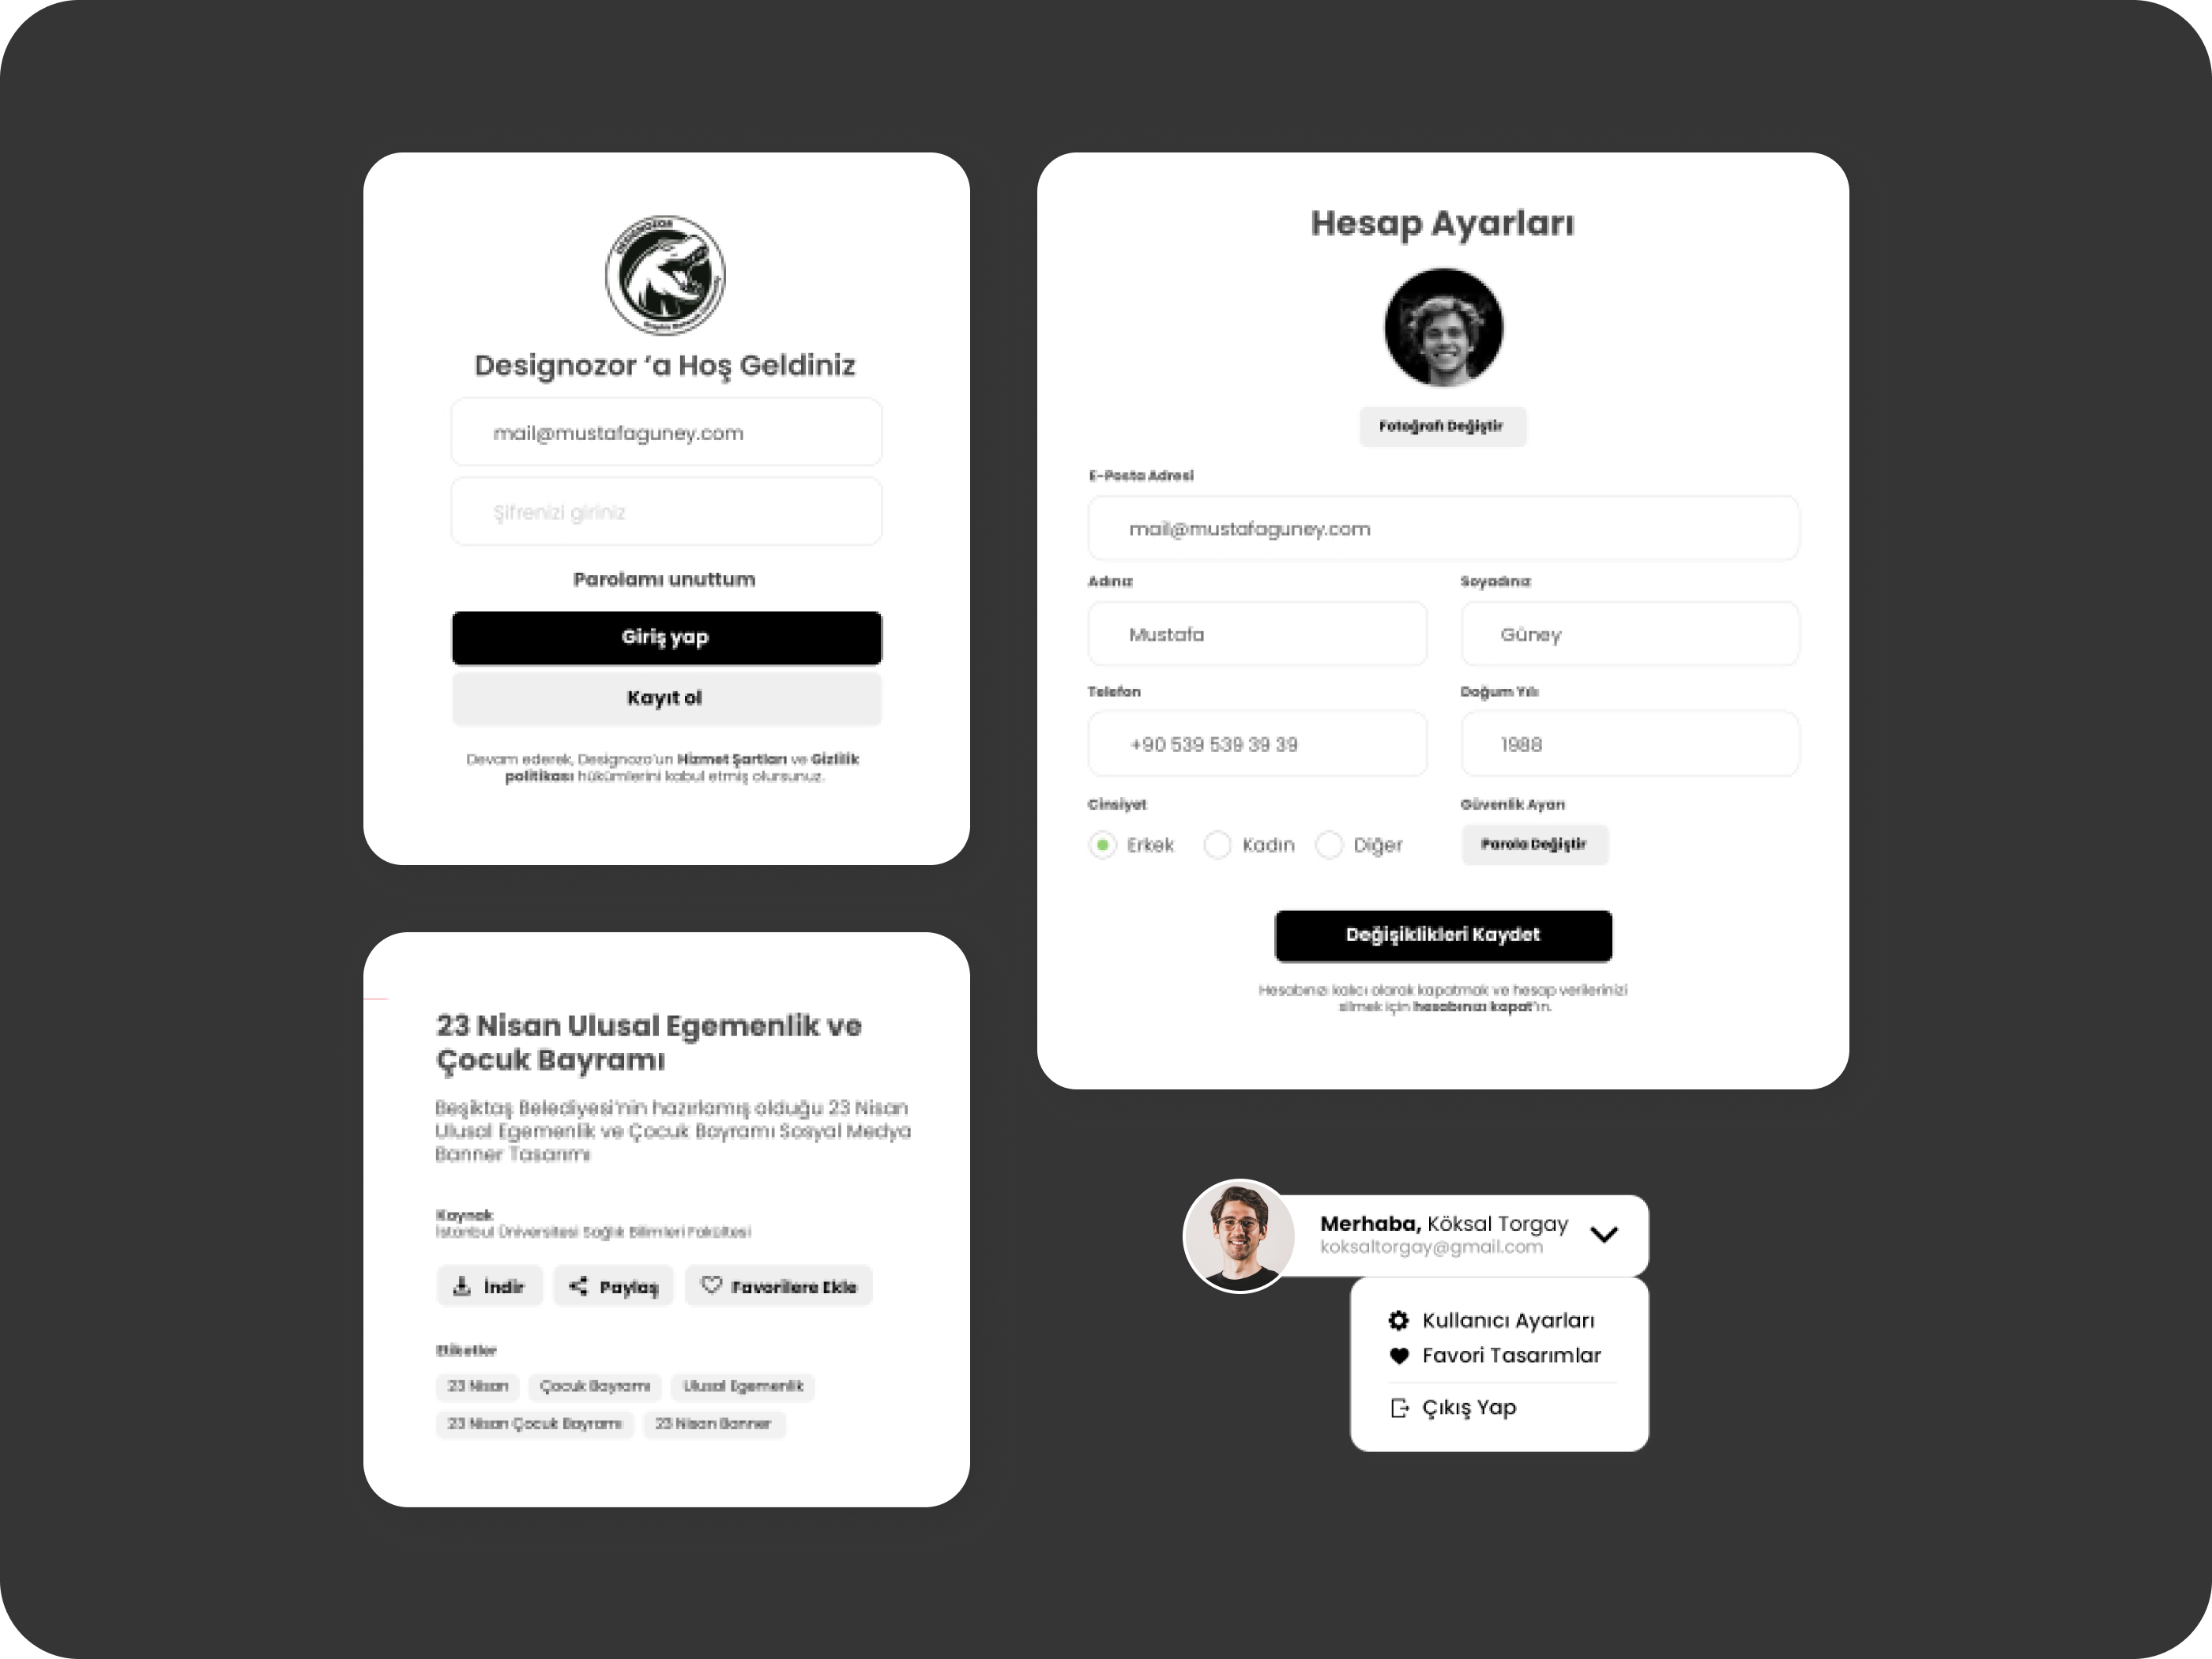 DESIGNOZOR
Designozor ‘a Hoş Geldiniz
mail@mustafaguney.com
Şifrenizi giriniz
Parolamı unuttum
Giriş yap
Kayıt ol
Devam ederek, Designozo'un Hizmet Şartları ve Gizlilik
politikası hükümlerini kabul etmiş olursunuz.
23 Nisan Ulusal Egemenlik ve
Çocuk Bayramı
Beşiktaş Belediyesi'nin hazırlamış olduğu 23 Nisan
Ulusal Egemenlik ve Çocuk Bayramı Sosyal Medya
Banner Tasarımı
Kaynak
İstanbul Üniversitesi Sağlık Bilimleri Fakültesi
İndir
Paylaş
Favorilere Ekle
Etiketler
23 Nisan
Çocuk Bayramı
Ulusal Egemenlik
23 Nisan Çocuk Bayramı
23 Nisan Banner
Hesap Ayarları
Fotoğrafı Değiştir
E-Posta Adresi
mail@mustafaguney.com
Adınız
Soyadınız
Mustafa
Güney
Telefon
Doğum Yılı
+90 539 539 39 39
1988
Cinsiyet
Güvenlik Ayarı
Erkek
Kadın
Diğer
Parola Değiştir
Değişiklikleri Kaydet
Hesabınızı kalıcı olarak kapatmak ve hesap verilerinizi
silmek için hesabınızı kapat'ın.
Merhaba, Köksal Torgay
koksaltorgay@gmail.com
Kullanıcı Ayarları
Favori Tasarımlar
Çıkış Yap